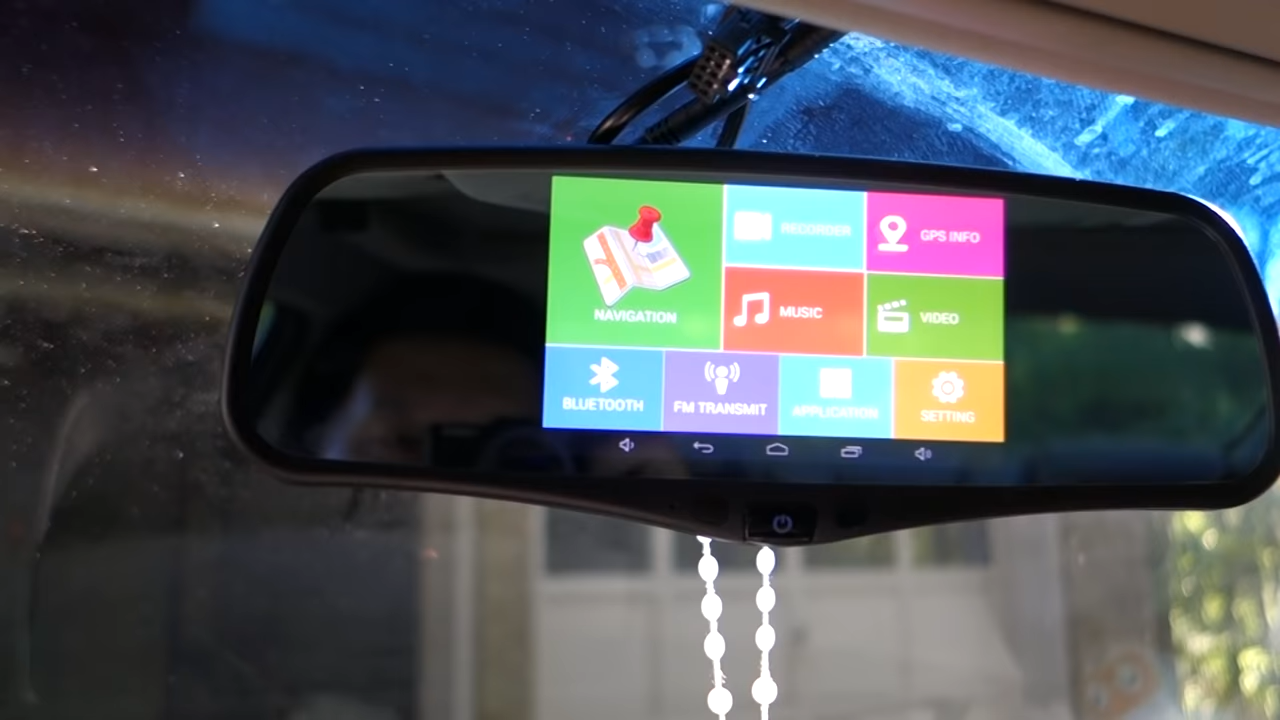 NAVIGATION
RECORDER
GPS INFO
MUSIC
VIDEO
BLUETOOTH
FM TRANSMIT
APPLICATION
SETTING